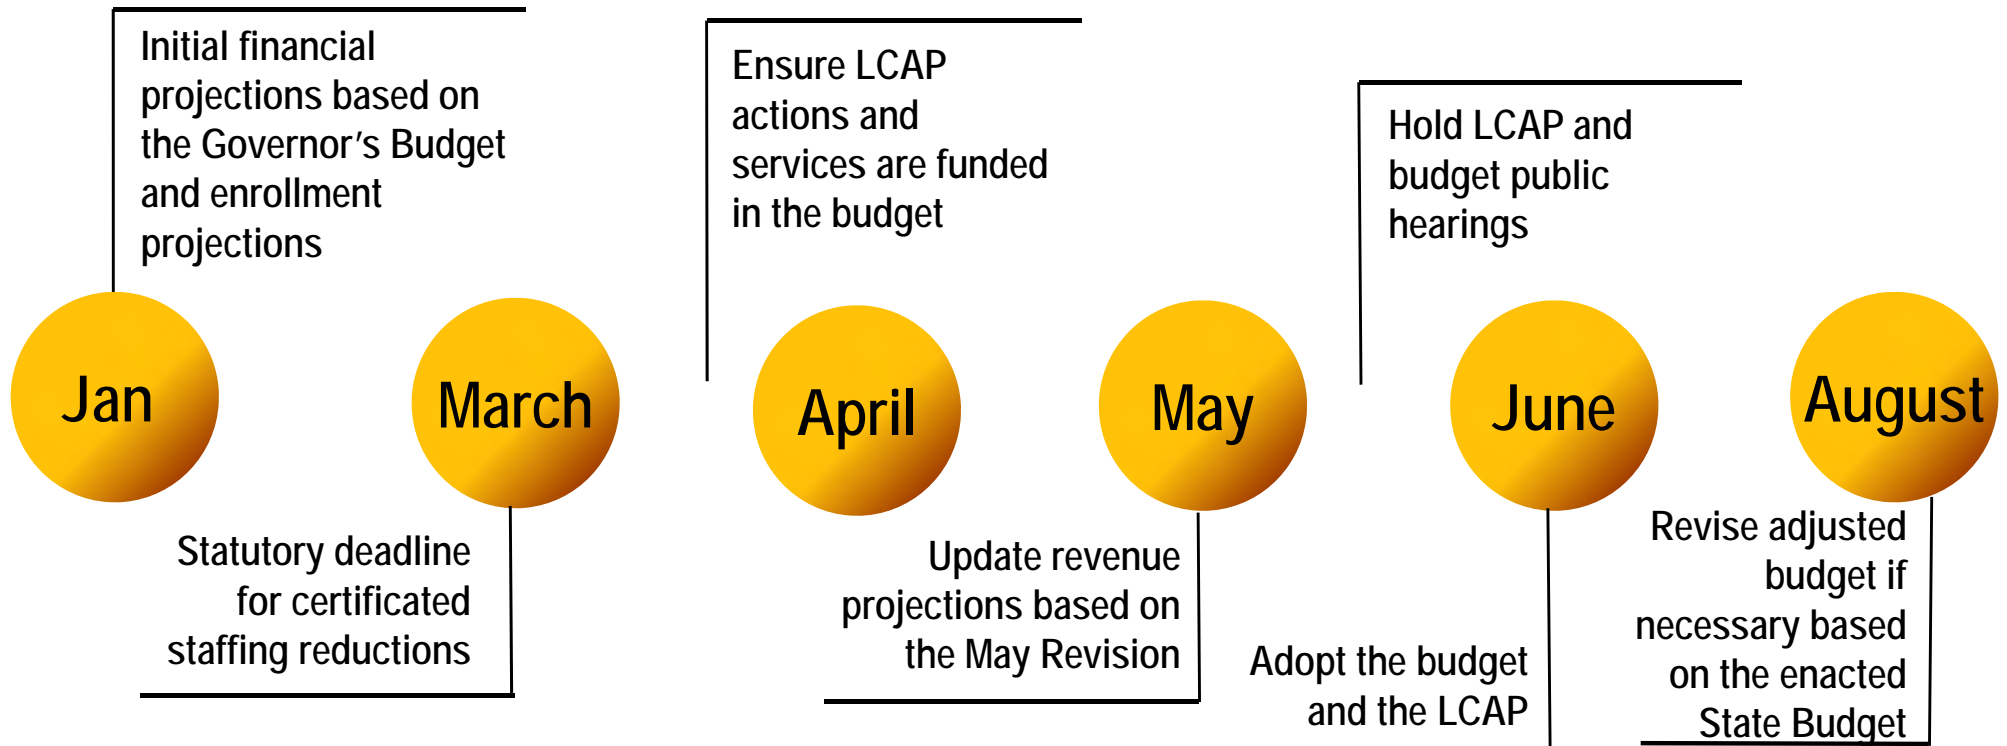 Initial financial
projections based on
the Governor’s Budget
and enrollment
projections
Ensure LCAP
actions and
services are funded
in the budget
Hold LCAP and
budget public
hearings
Jan
March
April
May
June
August
Statutory deadline
for certificated
staffing reductions
Update revenue
projections based on
the May Revision
Adopt the budget
and the LCAP
Revise adjusted
budget if
necessary based
on the enacted
State Budget